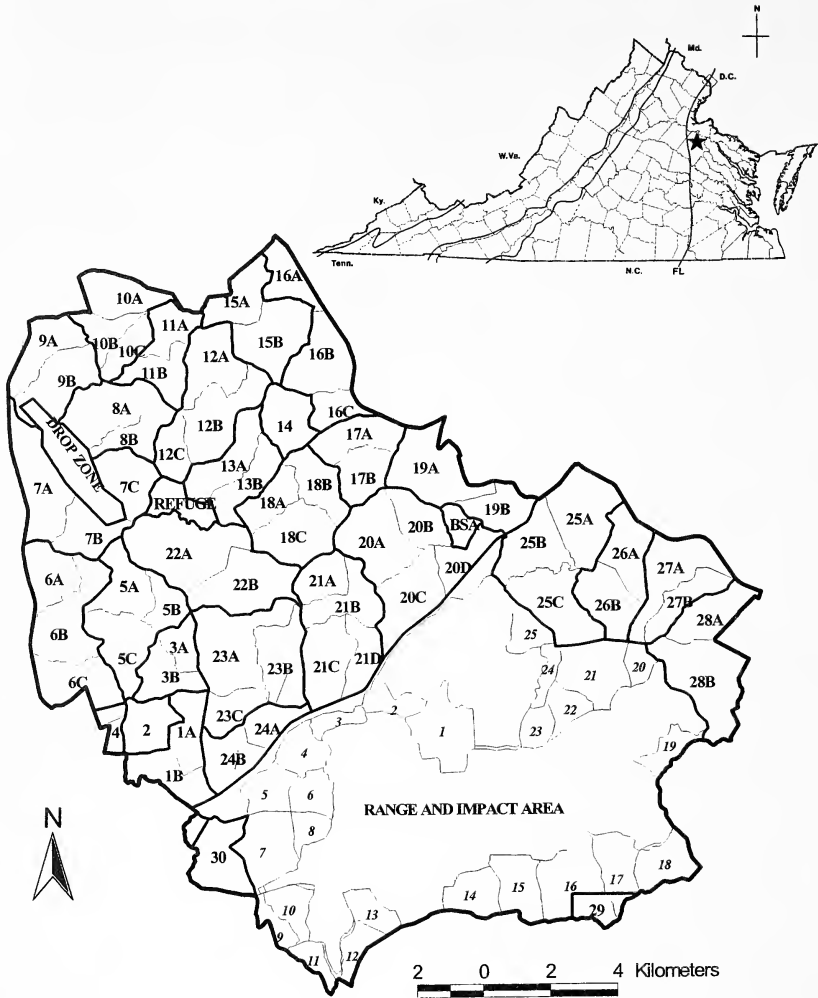 N
Md.
D.C.
W.Va.
Ky.
Tenn.
N.C.
FL
16A
10A
15A
11A
9A
10B
10C
12A
15B
16B
11B
9B
8A
16C
12B
14
17A
8B
DROP ZONE
12C
13A
19A
7A
7C
13B
18B
17B
18A
REFUGE
19B
BSA
20B
25A
7B
18C
20A
25B
22A
26A
20D
27A
6A
5A
22B
21A
20C
25C
26B
27B
5B
21B
28A
6B
25
3A
5C
23A
23B
21C
21D
24
21
20
3B
28B
6C
2
22
4
2
1A
23C
24A
3
1
23
19
24B
4
1B
5
6
RANGE AND IMPACT AREA
N
8
30
7
18
17
16
15
14
10
13
29
9
11
12
2 0 2 4 Kilometers